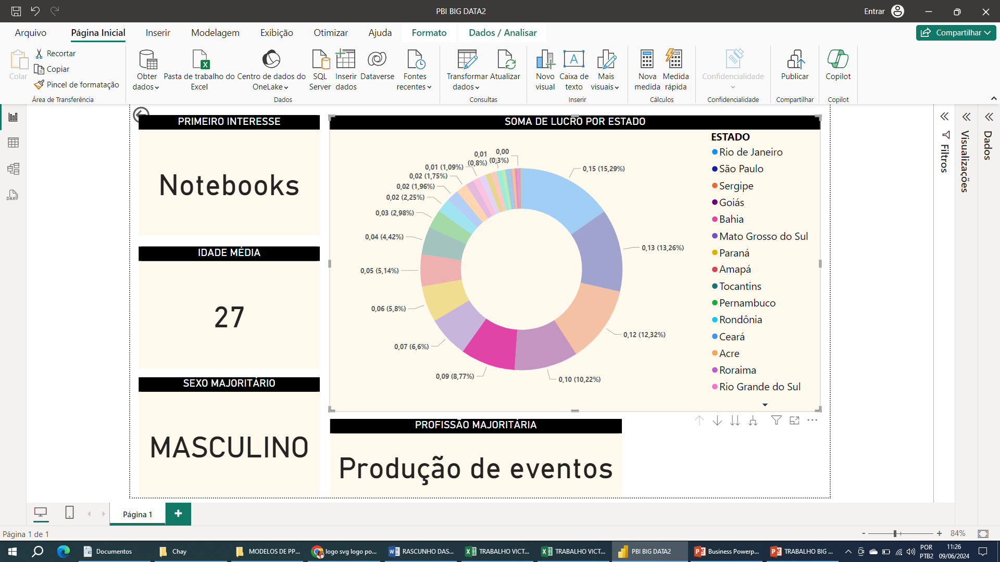 PBI BIG DATA2
Entrar
Arquivo
Página Inicial
Inserir
Modelagem
Exibição
Otimizar
Ajuda
Formato
Dados / Analisar
Compartilhar
Colar
Recortar
Copiar
Pincel de formatação
Área de Transferência
Obter
dados
Pasta de trabalho do
Excel
Centro de dados do
OneLake
SQL
Server
Inserir
dados
Dataverse
Fontes
recentes
Dados
Transformar
dados
Atualizar
Consultas
Novo
visual
Caixa de
texto
Mais
visuais
Inserir
Nova
medida
Medida
rápida
Cálculos
Confidencialidade
Confidencialidade
Publicar
Compartilhar
Copilot
Copilot
DAX
PRIMEIRO INTERESSE
Notebooks
IDADE MÉDIA
27
SEXO MAJORITÁRIO
MASCULINO
SOMA DE LUCRO POR ESTADO
0,15 (15,29%)
0,13 (13,26%)
0,12 (12,32%)
0,10 (10,22%)
0,09 (8,77%)
0,07 (6,6%)
0,06 (5,8%)
0,05 (5,14%)
0,04 (4,42%)
0,03 (2,98%)
0,02 (2,25%)
0,02 (1,96%)
0,02 (1,75%)
0,01 (1,09%)
0,01
(0,8%)
0,00
(0,3%)
ESTADO
Rio de Janeiro
São Paulo
Sergipe
Goiás
Bahia
Mato Grosso do Sul
Paraná
Amapá
Tocantins
Pernambuco
Rondônia
Ceará
Acre
Roraima
Rio Grande do Sul
PROFISSÃO MAJORITÁRIA
Produção de eventos
Filtros
Visualizações
Dados
Página 1
Página 1 de 1
84%
Documentos
Chay
MODELOS DE PP...
logo svg logo po...
RASCUNHO DAS...
TRABALHO VICT...
TRABALHO VICT...
PBI BIG DATA2
Business Powerp...
TRABALHO BIG ...
POR
PTB2
11:26
09/06/2024